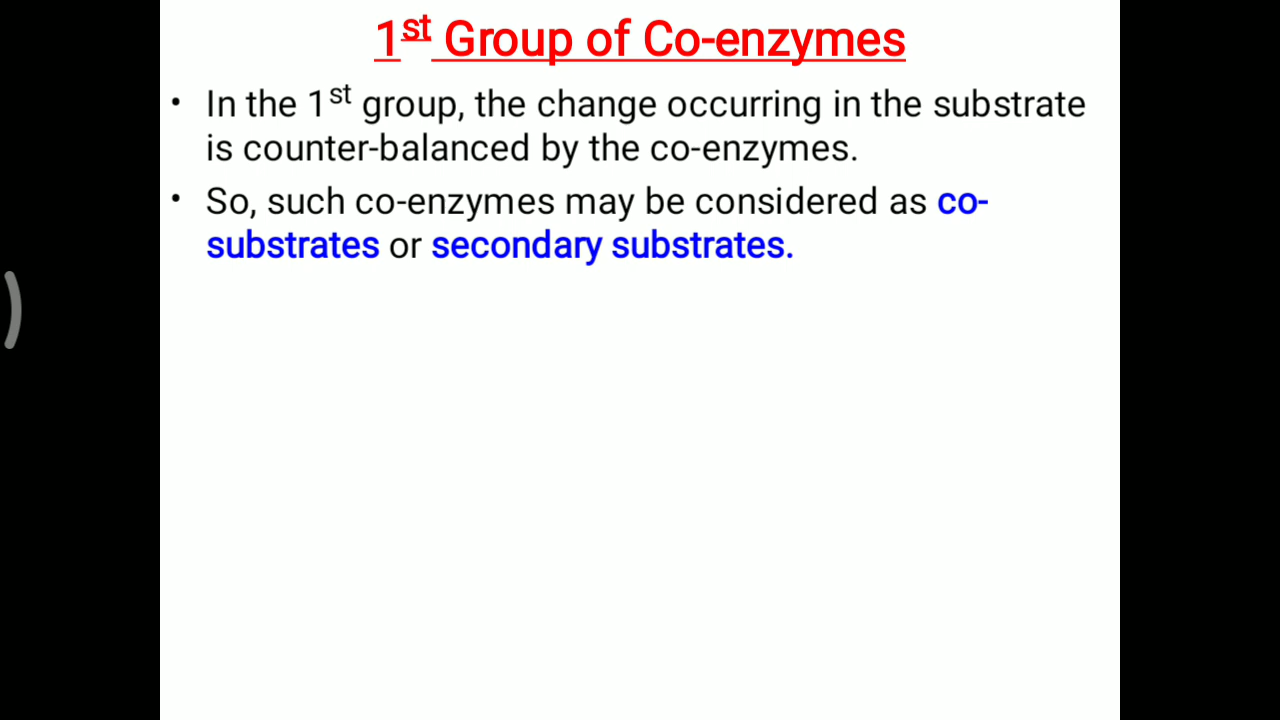 1st Group of Co-enzymes
• In the 1st group, the change occurring in the substrate
is counter-balanced by the co-enzymes.
• So, such co-enzymes may be considered as co-
substrates or secondary substrates.